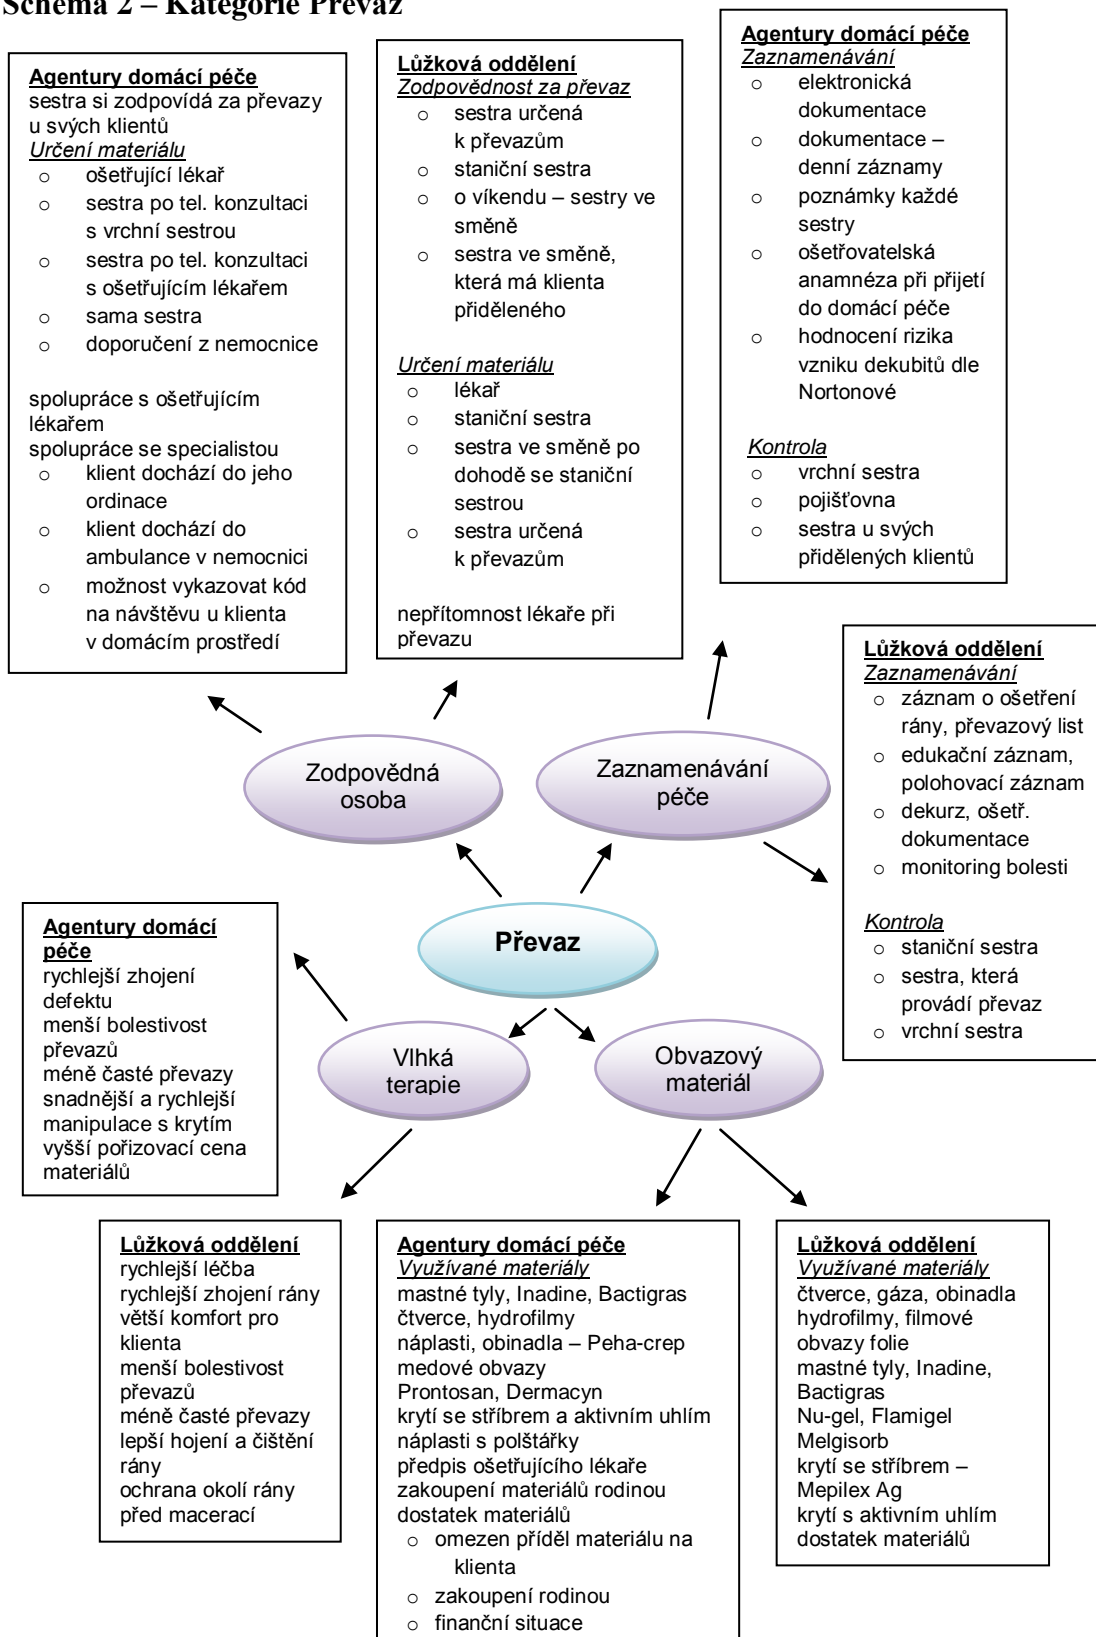 Schéma 2 – Kategorie Převaz
Agentury domácí péče
sestra si zodpovídá za převazy
u svých klientů
Určení materiálu
o ošetřující lékař
o sestra po tel. konzultaci
s vrchní sestrou
o sestra po tel. konzultaci
s ošetřujícím lékařem
o sama sestra
o doporučení z nemocnice
spolupráce s ošetřujícím
lékařem
spolupráce se specialistou
o klient dochází do jeho
ordinace
o klient dochází do
ambulance v nemocnici
o možnost vykazovat kód
na návštěvu u klienta
v domácím prostředí
Lůžková oddělení
Zodpovědnost za převaz
o sestra určená
k převazům
o staniční sestra
o o víkendu – sestry ve
směně
o sestra ve směně,
která má klienta
přiděleného
Určení materiálu
o lékař
o staniční sestra
o sestra ve směně po
dohodě se staniční
sestrou
o sestra určená
k převazům
nepřítomnost lékaře při
převazu
Agentury domácí péče
Zaznamenávání
o elektronická
dokumentace
o dokumentace –
denní záznamy
o poznámky každé
sestry
o ošetřovatelská
anamnéza při přijetí
do domácí péče
o hodnocení rizika
vzniku dekubitů dle
Nortonové
Kontrola
o vrchní sestra
o pojišťovna
o sestra u svých
přidělených klientů
Lůžková oddělení
Zaznamenávání
o záznam o ošetření
rány, převazový list
o edukační záznam,
polohovací záznam
o dekurz, ošetř.
dokumentace
o monitoring bolesti
Kontrola
o staniční sestra
o sestra, která
provádí převaz
o vrchní sestra
Zodpovědná
osoba
Zaznamenávání
péče
Převaz
Vlhká
terapie
Obvazový
materiál
Agentury domácí
péče
rychlejší zhojení
defektu
menší bolestivost
převazů
méně časté převazy
snadnější a rychlejší
manipulace s krytím
vyšší pořizovací cena
materiálů
Lůžková oddělení
rychlejší léčba
rychlejší zhojení rány
větší komfort pro
klienta
menší bolestivost
převazů
méně časté převazy
lepší hojení a čištění
rány
ochrana okolí rány
před macerací
Agentury domácí péče
Využívané materiály
mastné tyly, Inadine, Bactigras
čtverce, hydrofilmy
náplasti, obinadla – Peha-crep
medové obvazy
Prontosan, Dermacyn
krytí se stříbrem a aktivním uhlím
náplasti s polštářky
předpis ošetřujícího lékaře
zakoupení materiálů rodinou
dostatek materiálů
o omezen příděl materiálu na
klienta
o zakoupení rodinou
o finanční situace
Lůžková oddělení
Využívané materiály
čtverce, gáza, obinadla
hydrofilmy, filmové
obvazy folie
mastné tyly, Inadine,
Bactigras
Nu-gel, Flamigel
Melgisorb
krytí se stříbrem –
Mepilex Ag
krytí s aktivním uhlím
dostatek materiálů